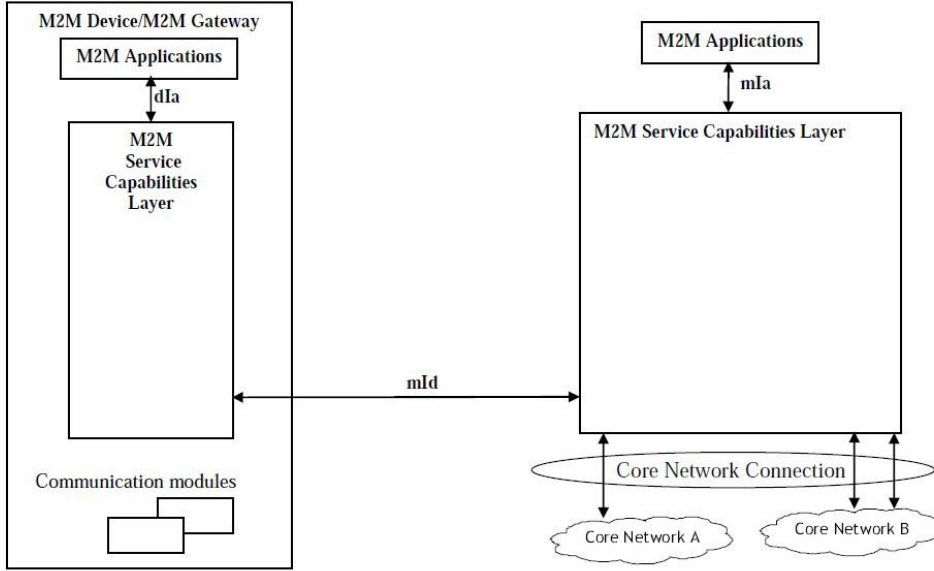 M2M Device/M2M Gateway
M2M Applications
dIa
M2M
Service
Capabilities
Layer
Communication modules
mId
M2M Applications
mIa
M2M Service Capabilities Layer
Core Network Connection
Core Network A
Core Network B